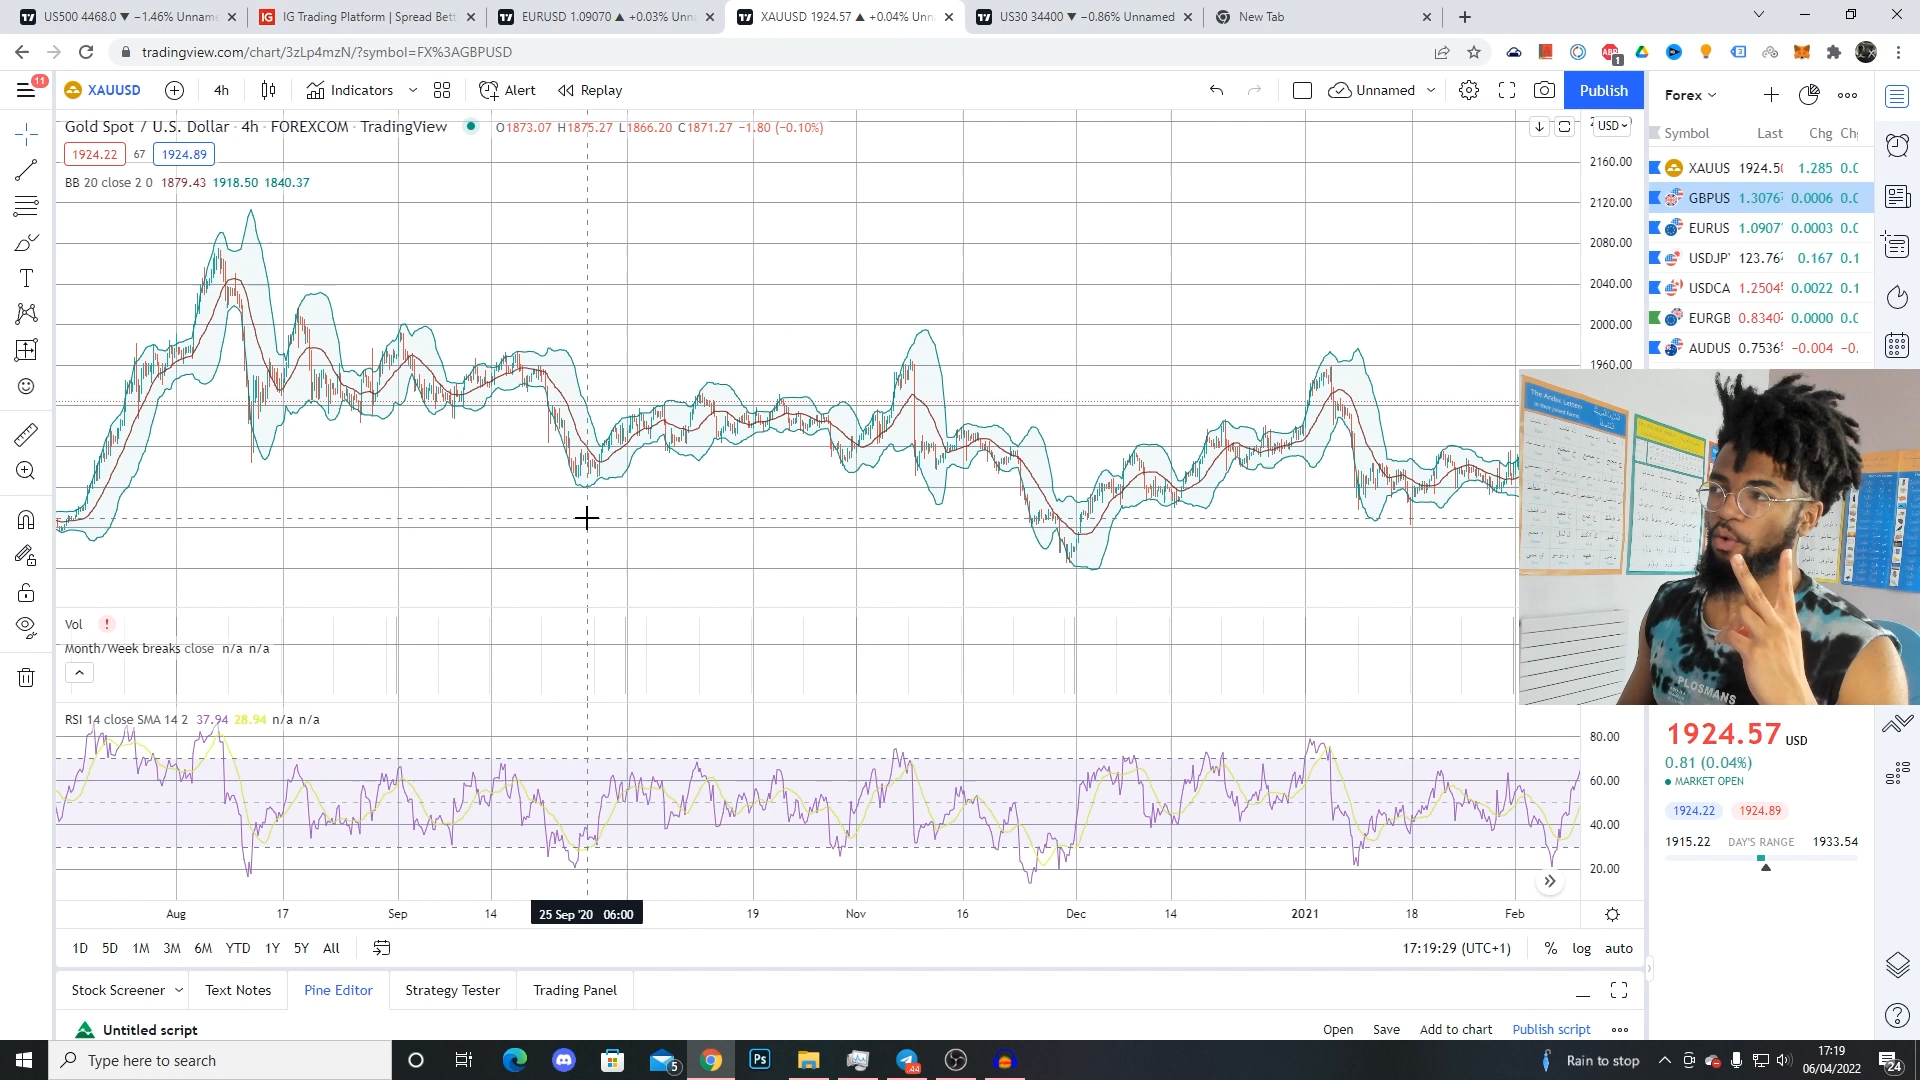 US500 4468.0 ▼ −1.46% Unnam
IG Trading Platform | Spread Bett
EURUSD 1.09070 ▲ +0.03% Unn
XAUUSD 1924.57 ▲ +0.04% Unn
US30 34400 ▼ −0.86% Unnamed
New Tab
tradingview.com/chart/3zLp4mzN/?symbol=FX%3AGBPUSD
11
XAUUSD
4h
Indicators
Alert
Replay
Unnamed
Publish
Forex
Gold Spot / U.S. Dollar · 4h · FOREXCOM · TradingView
O1873.07 H1875.27 L1866.20 C1871.27 −1.80 (−0.10%)
USD
1924.22 67 1924.89
BB 20 close 2 0 1879.43 1918.50 1840.37
Symbol Last Chg
XAUUS 1924.50 1.285
GBPUS 1.3076 0.0006
EURUS 1.0907 0.0003
USDJP 123.76 0.167
USDCA 1.2504 0.0022
EURGB 0.8340 0.0000
AUDUS 0.7536 −0.004
2160.00
2120.00
2080.00
2040.00
2000.00
1960.00
The Arabic Letters
PLOSMANS
Vol
Month/Week breaks close n/a n/a
RSI 14 close SMA 14 2 37.94 28.94 n/a n/a
80.00
60.00
40.00
20.00
1924.57 USD
0.81 (0.04%)
MARKET OPEN
1924.22 1924.89
1915.22 DAY'S RANGE 1933.54
Aug 17 Sep 14 25 Sep '20 06:00 19 Nov 16 Dec 14 2021 18 Feb
1D 5D 1M 3M 6M YTD 1Y 5Y All
17:19:29 (UTC+1) % log auto
Stock Screener Text Notes Pine Editor Strategy Tester Trading Panel
Untitled script
Open Save Add to chart Publish script
Type here to search
Ps
5
44
Rain to stop
17:19
06/04/2022
24